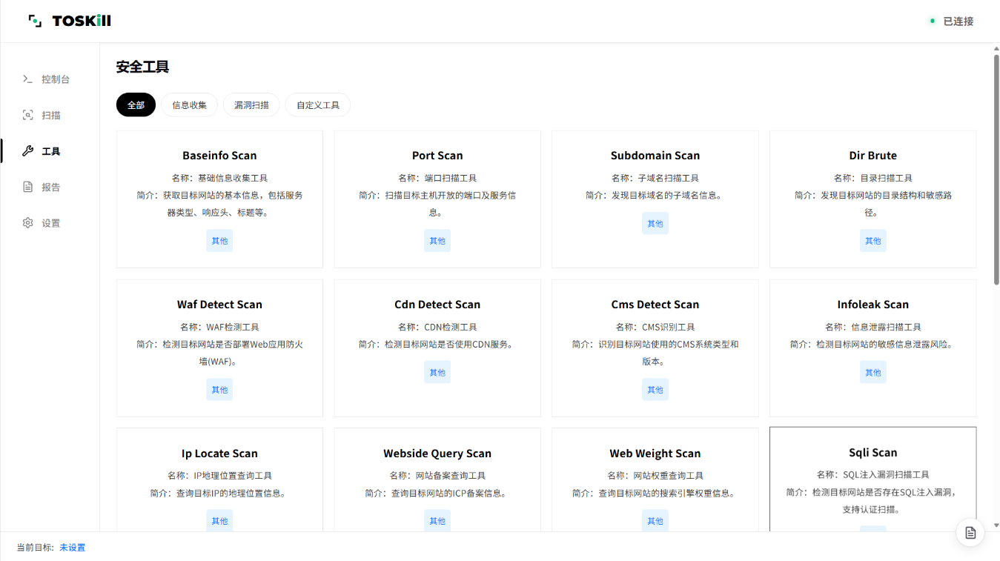 TOSKill
已连接
控制台
扫描
工具
报告
设置
安全工具
全部
信息收集
漏洞扫描
自定义工具
Baseinfo Scan
名称：基础信息收集工具
简介：获取目标网站的基本信息，包括服务
器类型、响应头、标题等。
其他
Port Scan
名称：端口扫描工具
简介：扫描目标主机开放的端口及服务信
息。
其他
Subdomain Scan
名称：子域名扫描工具
简介：发现目标域名的子域名信息。
其他
Dir Brute
名称：目录扫描工具
简介：发现目标网站的目录结构和敏感路
径。
其他
Waf Detect Scan
名称：WAF检测工具
简介：检测目标网站是否部署Web应用防火
墙(WAF)。
其他
Cdn Detect Scan
名称：CDN检测工具
简介：检测目标网站是否使用CDN服务。
其他
Cms Detect Scan
名称：CMS识别工具
简介：识别目标网站使用的CMS系统类型和
版本。
其他
Infoleak Scan
名称：信息泄露扫描工具
简介：检测目标网站的敏感信息泄露风险。
其他
Ip Locate Scan
名称：IP地理位置查询工具
简介：查询目标IP的地理位置信息。
其他
Webside Query Scan
名称：网站备案查询工具
简介：查询目标网站的ICP备案信息。
其他
Web Weight Scan
名称：网站权重查询工具
简介：查询目标网站的搜索引擎权重信息。
其他
Sqli Scan
名称：SQL注入漏洞扫描工具
简介：检测目标网站是否存在SQL注入漏洞，
支持认证扫描。
当前目标: 未设置